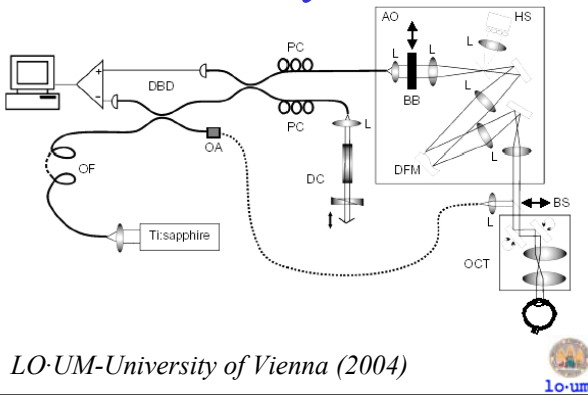 AO
HS
L
PC
L
L
DBD
+
−
BB
L
PC
L
L
L
OA
OF
DC
DFM
BS
L
Ti:sapphire
OCT
LO·UM-University of Vienna (2004)
lo·um